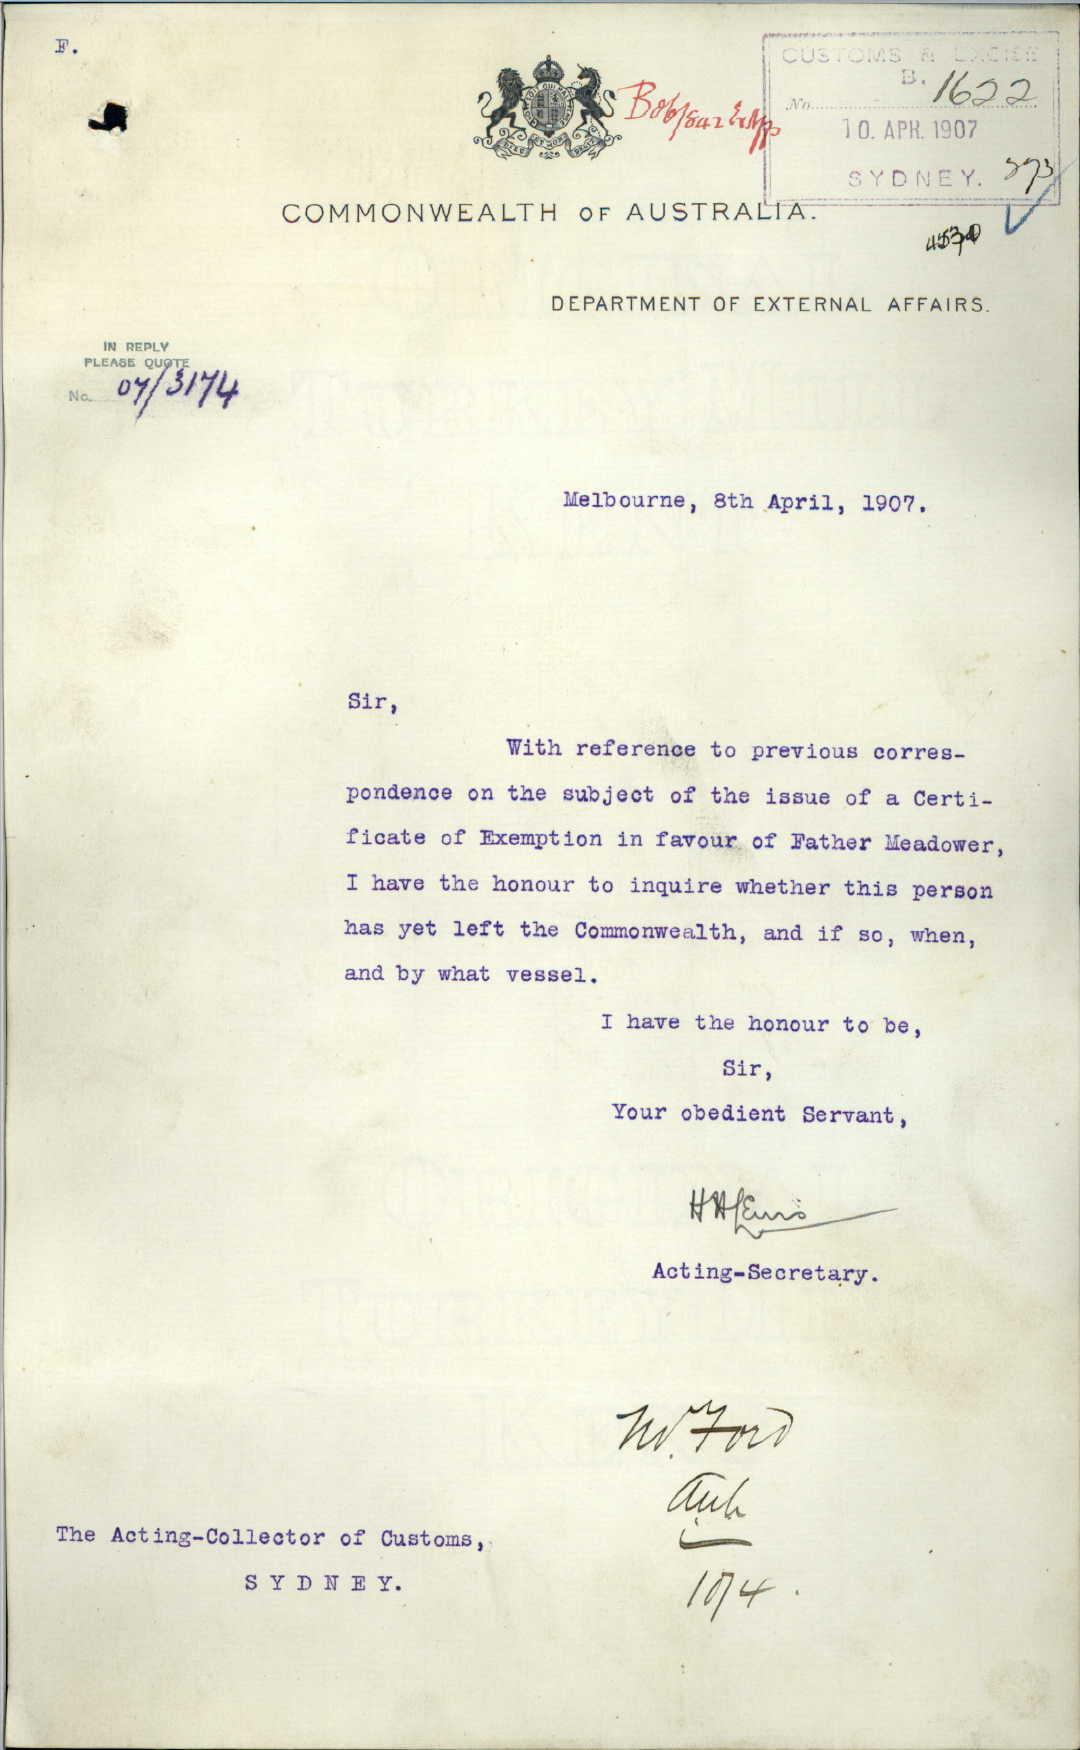 F.
CUSTOMS & EXCISE
B.
No. 1622
10. APR. 1907
SYDNEY.
COMMONWEALTH OF AUSTRALIA.
DEPARTMENT OF EXTERNAL AFFAIRS.
IN REPLY
PLEASE QUOTE
No. 07/3174
Melbourne, 8th April, 1907.
Sir,
With reference to previous corres-
pondence on the subject of the issue of a Certi-
ficate of Exemption in favour of Father Meadower,
I have the honour to inquire whether this person
has yet left the Commonwealth, and if so, when,
and by what vessel.
I have the honour to be,
Sir,
Your obedient Servant,
Acting-Secretary.
Mr. Ford
10/4.
The Acting-Collector of Customs,
SYDNEY.